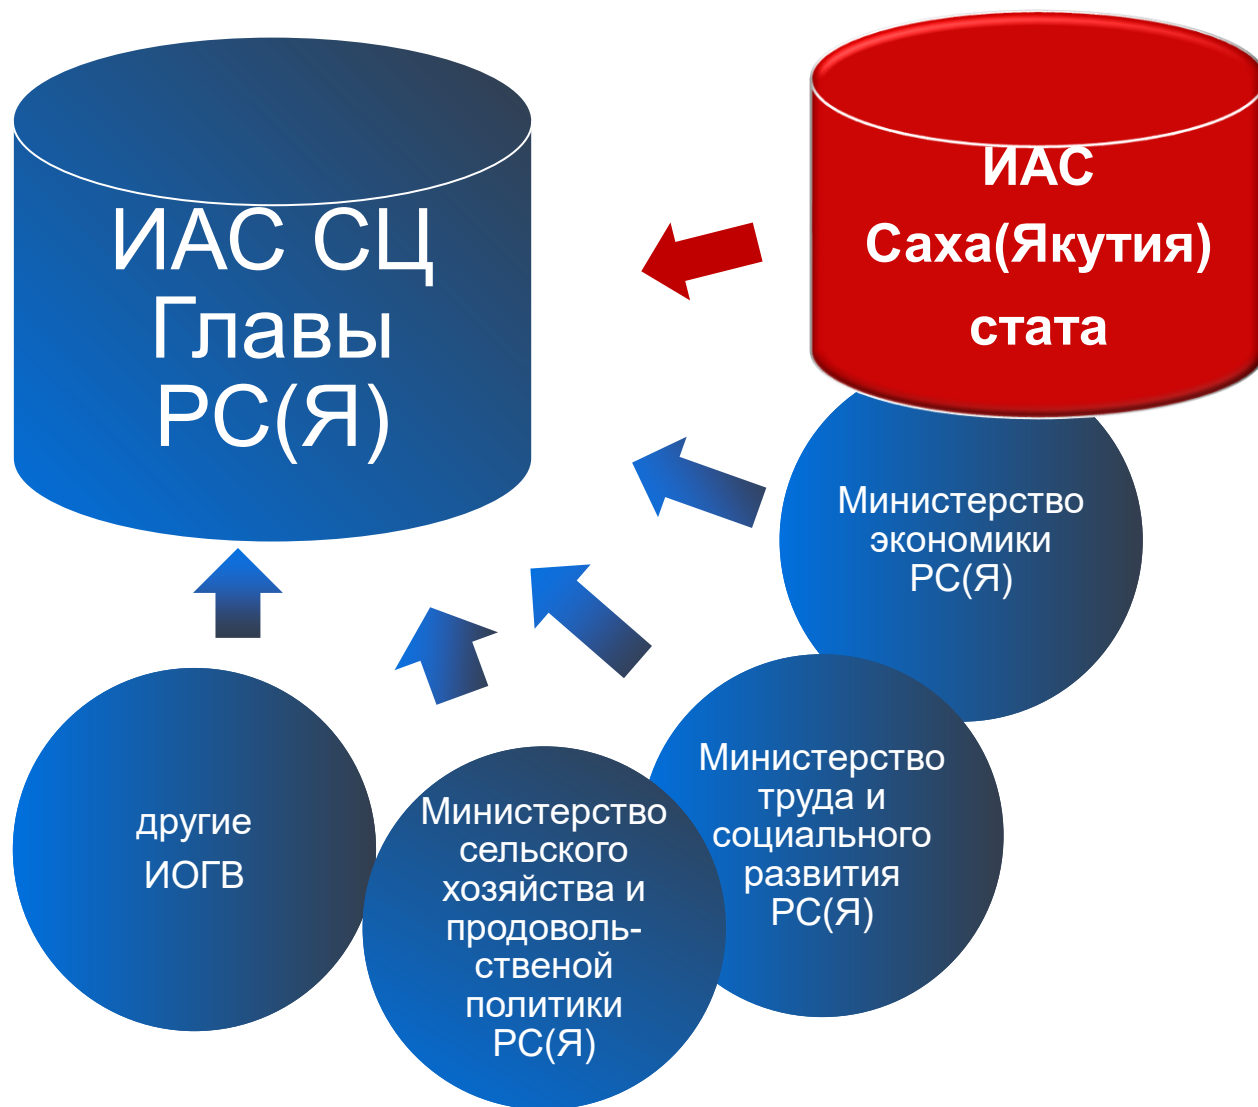 ИАС СЦ
Главы
РС(Я)
ИАС
Саха(Якутия)
стата
Министерство
экономики
РС(Я)
Министерство
труда и
социального
развития
РС(Я)
Министерство
сельского
хозяйства и
продоволь-
ственой
политики
РС(Я)
другие
ИОГВ